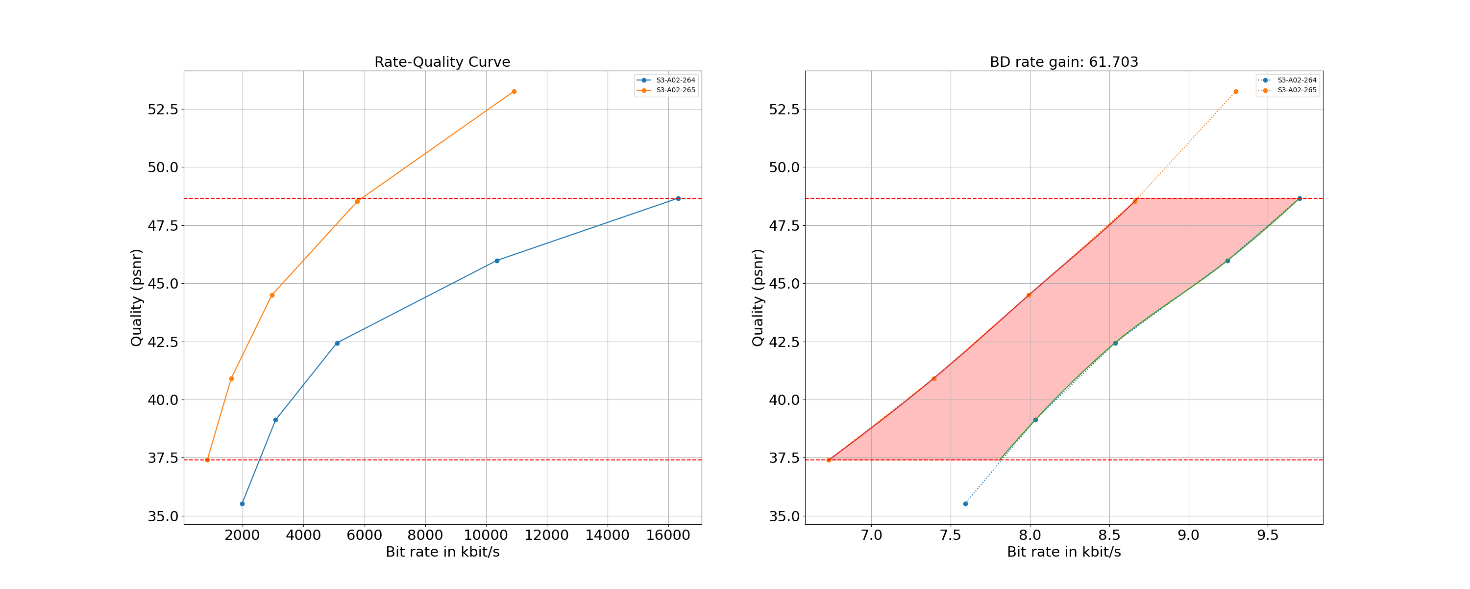 Rate-Quality Curve
S3-A02-264
S3-A02-265
52.5
50.0
47.5
45.0
42.5
40.0
37.5
35.0
Quality (psnr)
2000 4000 6000 8000 10000 12000 14000 16000
Bit rate in kbit/s
BD rate gain: 61.703
S3-A02-264
S3-A02-265
52.5
50.0
47.5
45.0
42.5
40.0
37.5
35.0
Quality (psnr)
7.0 7.5 8.0 8.5 9.0 9.5
Bit rate in kbit/s